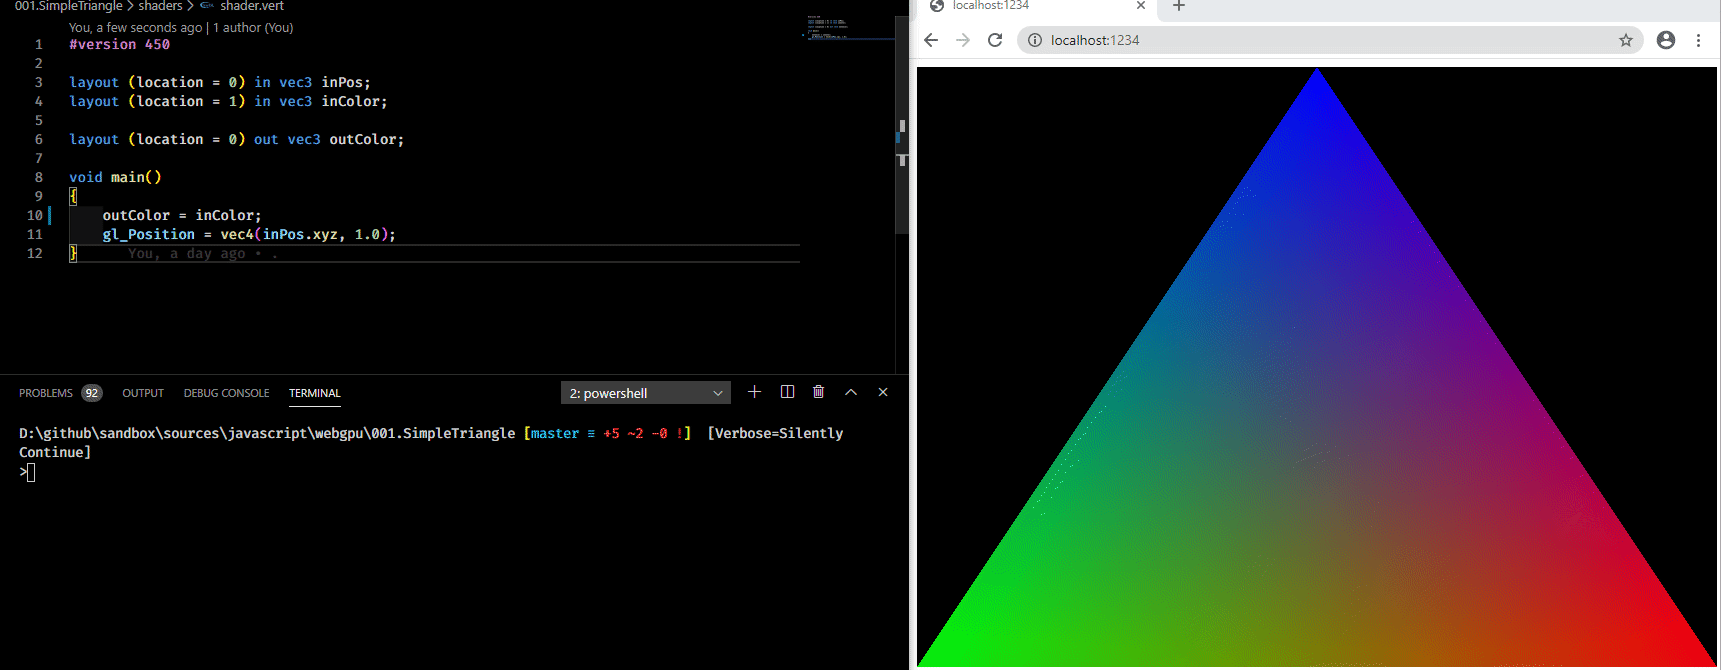 001.SimpleTriangle > shaders > shader.vert
You, a few seconds ago | 1 author (You)
1 #version 450
2
3 layout (location = 0) in vec3 inPos;
4 layout (location = 1) in vec3 inColor;
5
6 layout (location = 0) out vec3 outColor;
7
8 void main()
9 {
10 outColor = inColor;
11 gl_Position = vec4(inPos.xyz, 1.0);
12 } You, a day ago • .
PROBLEMS 92 OUTPUT DEBUG CONSOLE TERMINAL 2: powershell
D:\github\sandbox\sources\javascript\webgpu\001.SimpleTriangle [master ≡ +5 ~2 -0 !] [Verbose=Silently
Continue]
>
localhost:1234
localhost:1234